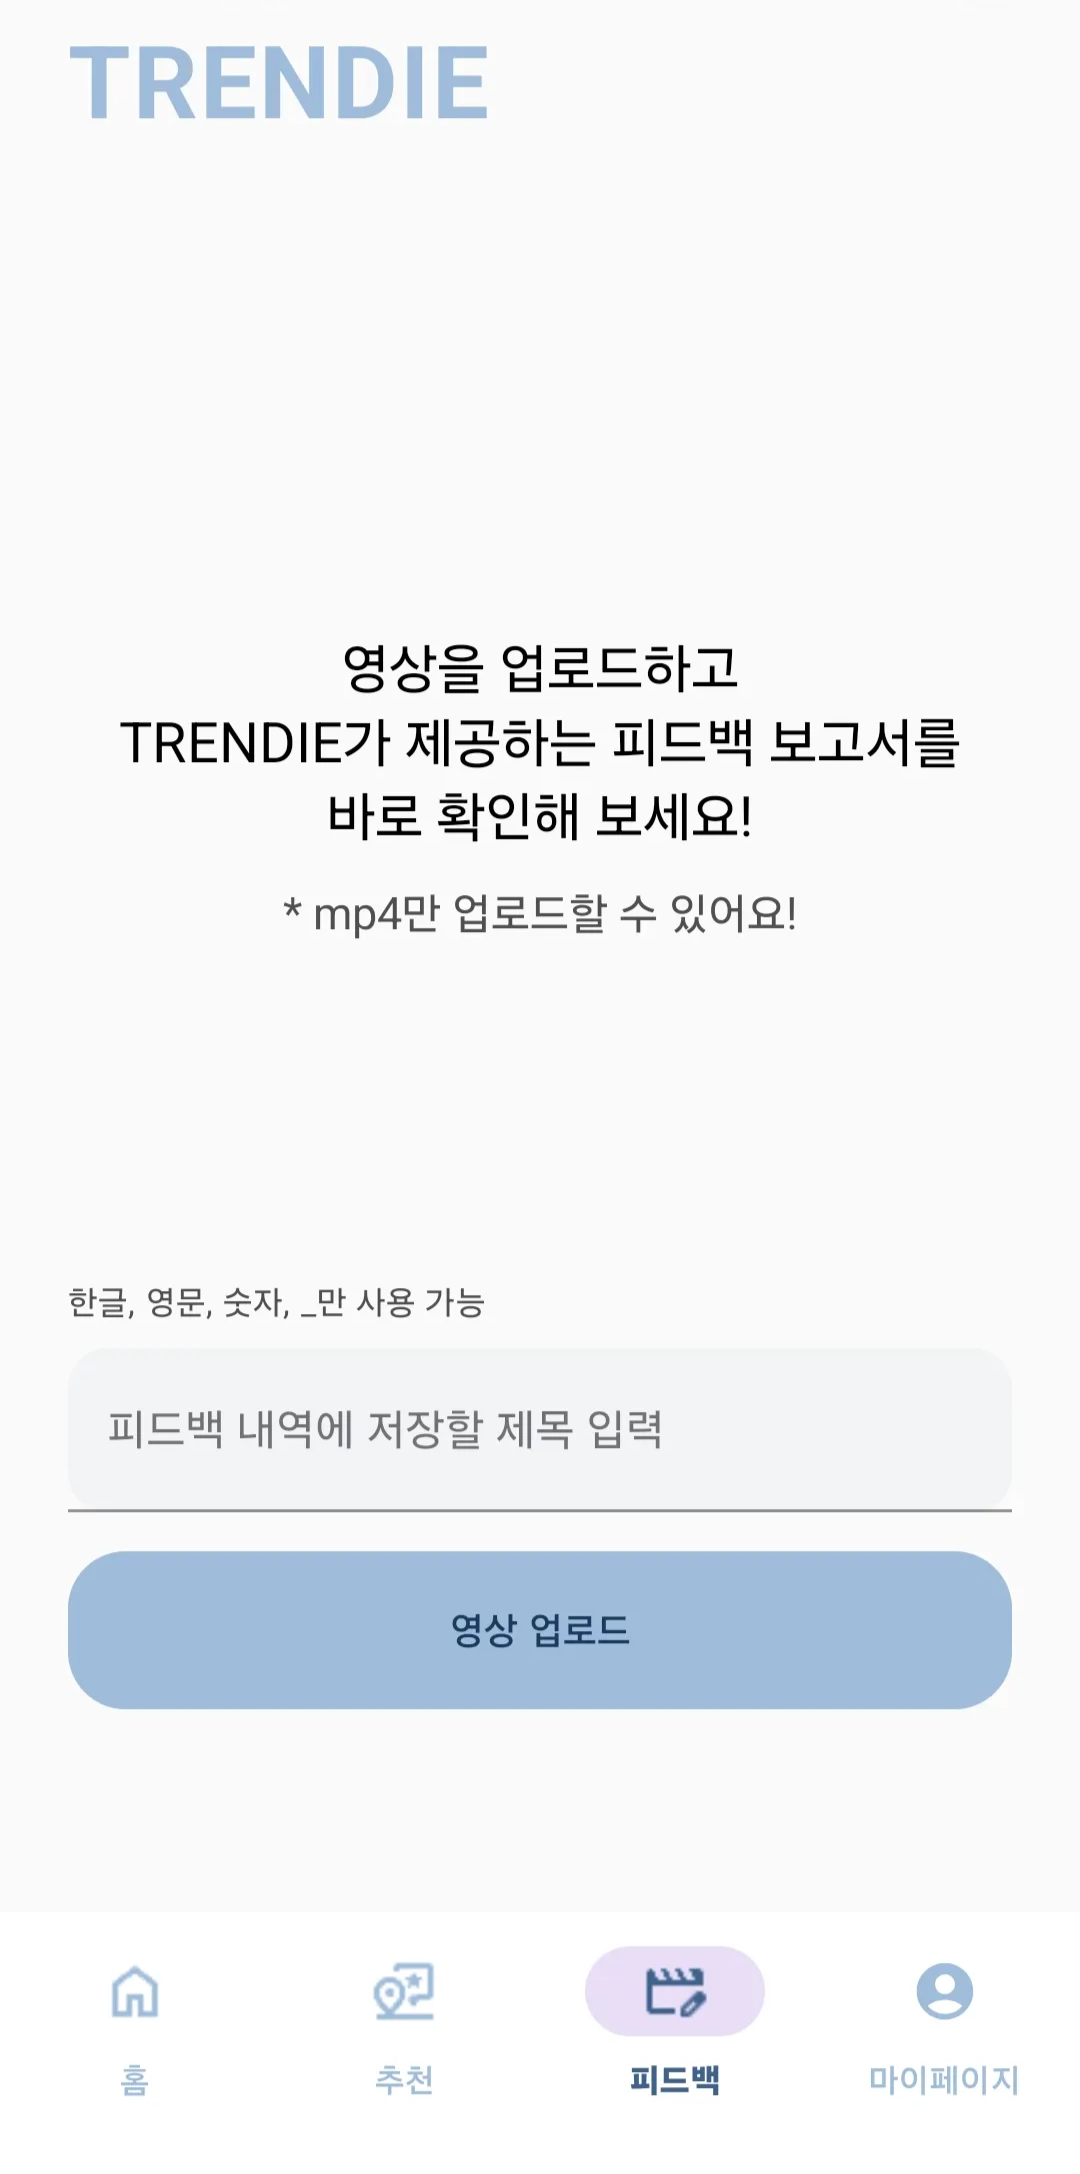 TRENDIE
영상을 업로드하고
TRENDIE가 제공하는 피드백 보고서를
바로 확인해 보세요!
* mp4만 업로드할 수 있어요!
한글, 영문, 숫자, _만 사용 가능
피드백 내역에 저장할 제목 입력
영상 업로드
홈
추천
피드백
마이페이지